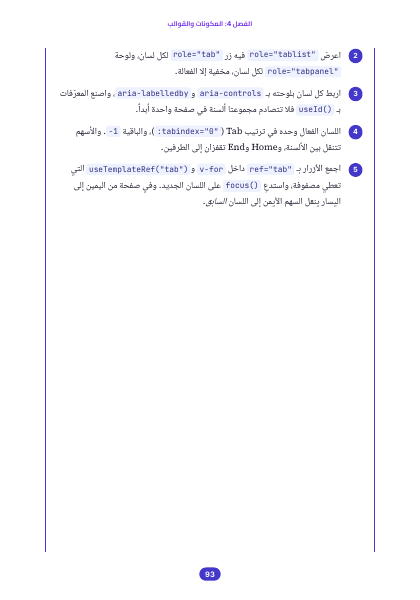 الفصل 4: المكونات والقوالب
2 اعرض role="tablist" فيه زر role="tab" لكل لسان، ولوحة
role="tabpanel" لكل لسان، مخفية إلا الفعالة.
3 اربط كل لسان بلوحته بـ aria-controls و aria-labelledby، واصنع المعرّفات
بـ useId() فلا تتصادم مجموعتا ألسنة في صفحة واحدة أبداً.
4 اللسان الفعال وحده في ترتيب Tab ( :tabindex="0" )، والباقية -1. والأسهم
تتنقل بين الألسنة، وHome وEnd تقفزان إلى الطرفين.
5 اجمع الأزرار بـ ref="tab" داخل v-for و useTemplateRef("tab") التي
تعطي مصفوفة، واستدعِ focus() على اللسان الجديد. وفي صفحة من اليمين إلى
اليسار ينقل السهم الأيمن إلى اللسان السابق.
93